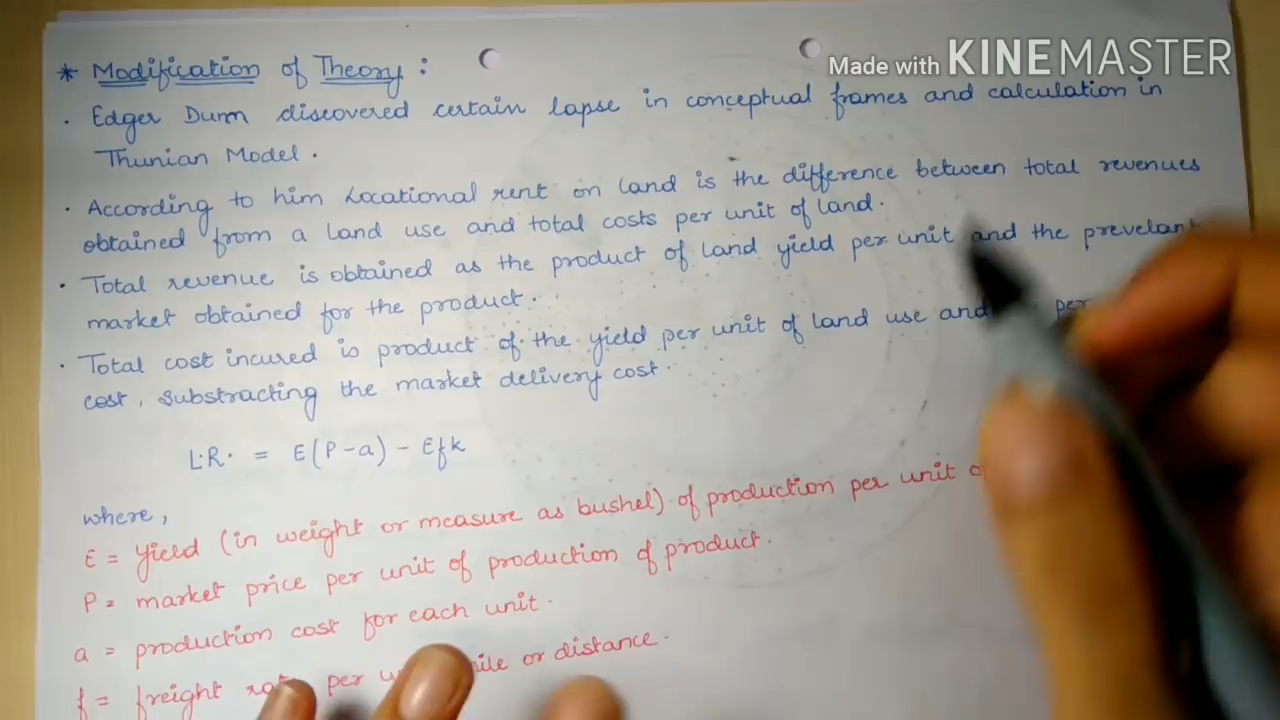 Made with KINEMASTER
* Modification of Theory :
. Edger Dunn discovered certain lapse in conceptual frames and calculation in
Thunian Model .
. According to him Locational rent on land is the difference between total revenues
obtained from a land use and total costs per unit of land.
. Total revenue is obtained as the product of land yield per unit and the prevelant
market obtained for the product .
. Total cost incured is product of the yield per unit of land use and per
cost , substracting the market delivery cost .
L.R. = E(P-a) - Efk
where,
E = yield (in weight or measure as bushel) of production per unit
P = market price per unit of production of product .
a = production cost for each unit .
f = freight per mile or distance .